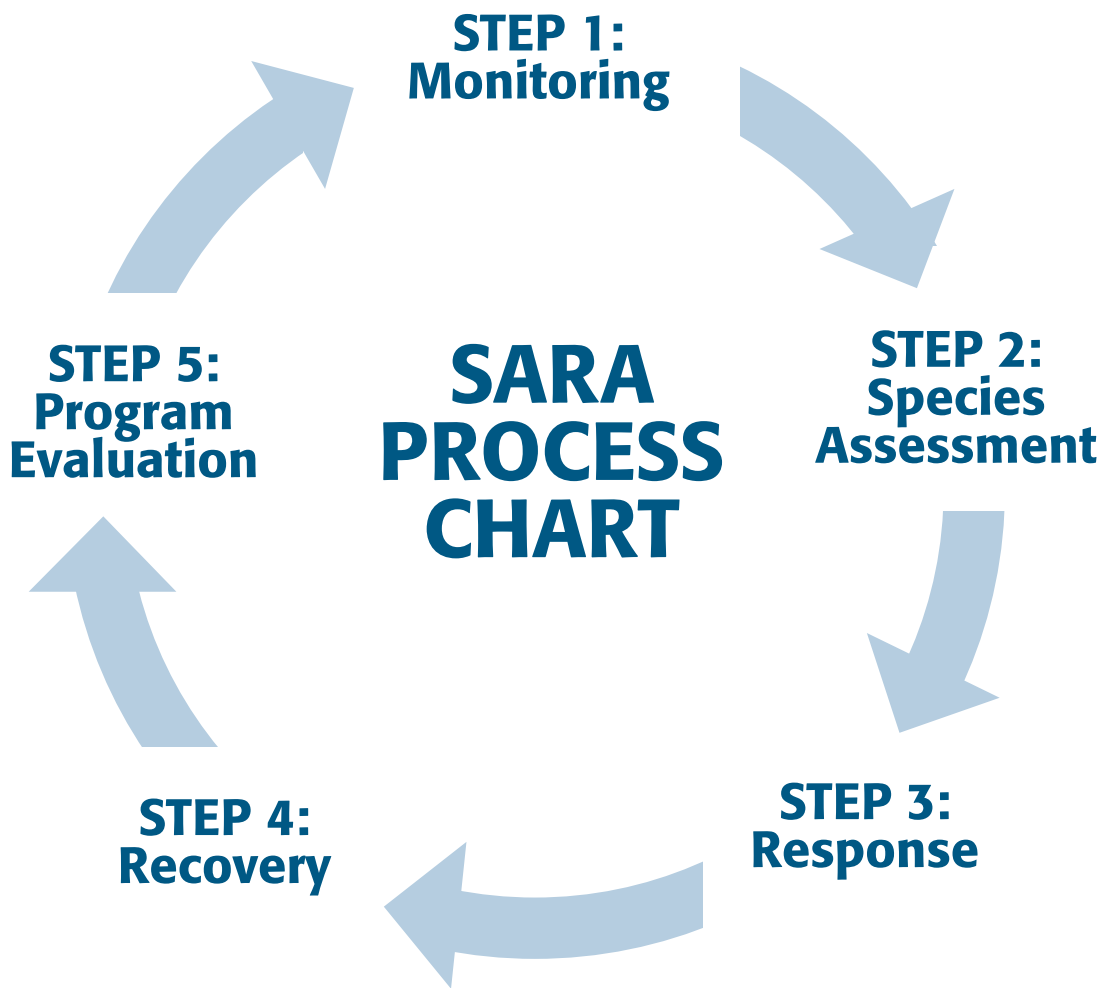 STEP 1:
Monitoring
STEP 2:
Species
Assessment
STEP 3:
Response
STEP 4:
Recovery
STEP 5:
Program
Evaluation
SARA
PROCESS
CHART